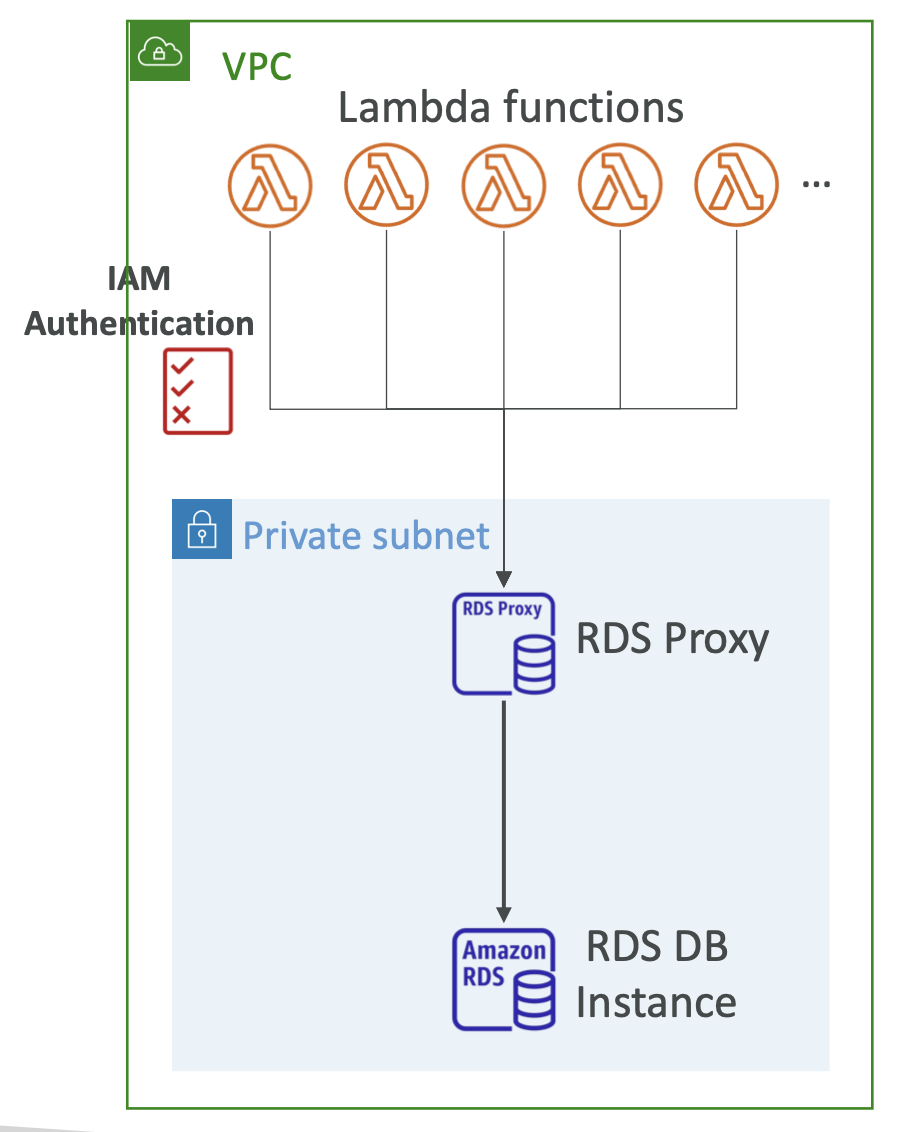 VPC
Lambda functions
...
IAM
Authentication
Private subnet
RDS Proxy
RDS Proxy
Amazon
RDS
RDS DB
Instance